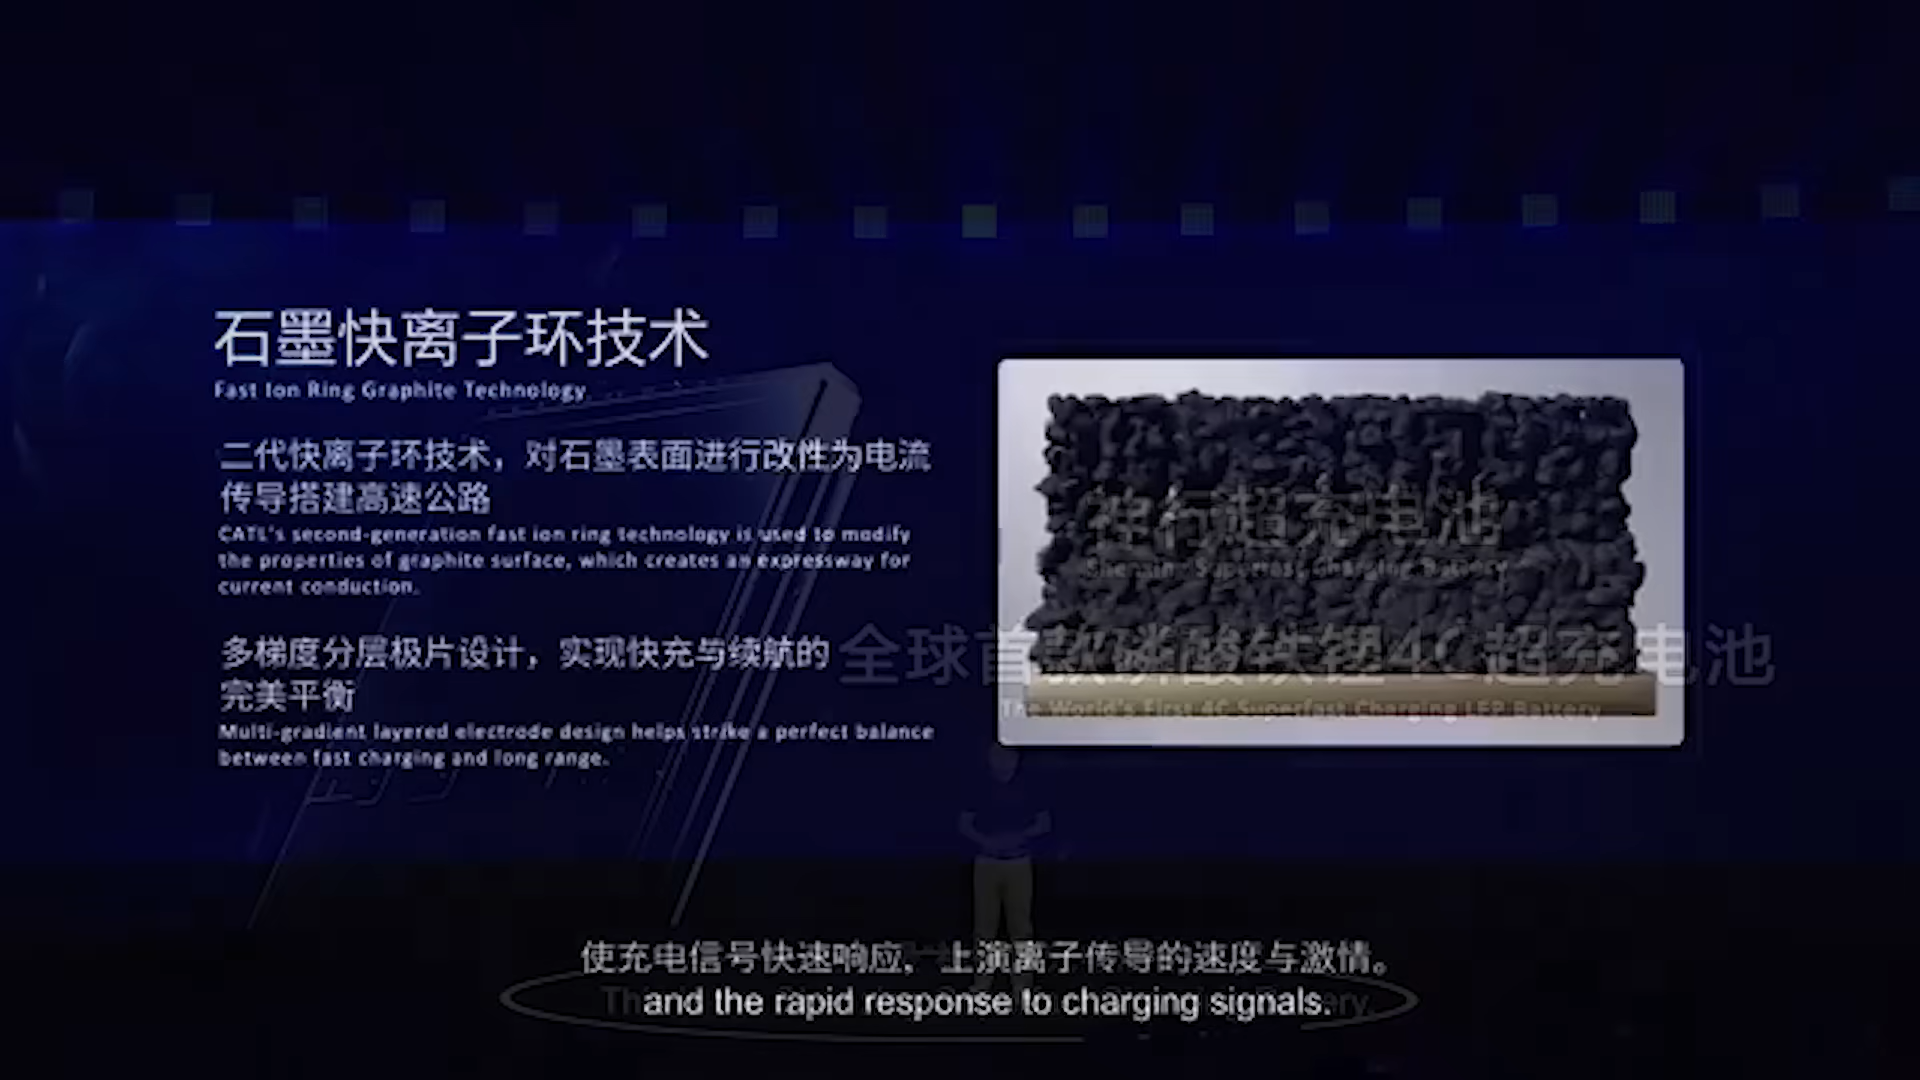 石墨快离子环技术
Fast Ion Ring Graphite Technology
二代快离子环技术，对石墨表面进行改性为电流
传导搭建高速公路
CATL's second-generation fast ion ring technology is used to modify
the properties of graphite surface, which creates an expressway for
current conduction.
神行超充电池
Shenxing Superfast Charging Battery
多梯度分层极片设计，实现快充与续航的
完美平衡
Multi-gradient layered electrode design helps strike a perfect balance
between fast charging and long range.
全球首款磷酸铁锂4C超充电池
The World's First 4C Superfast Charging LFP Battery
使充电信号快速响应，上演离子传导的速度与激情。
and the rapid response to charging signals.